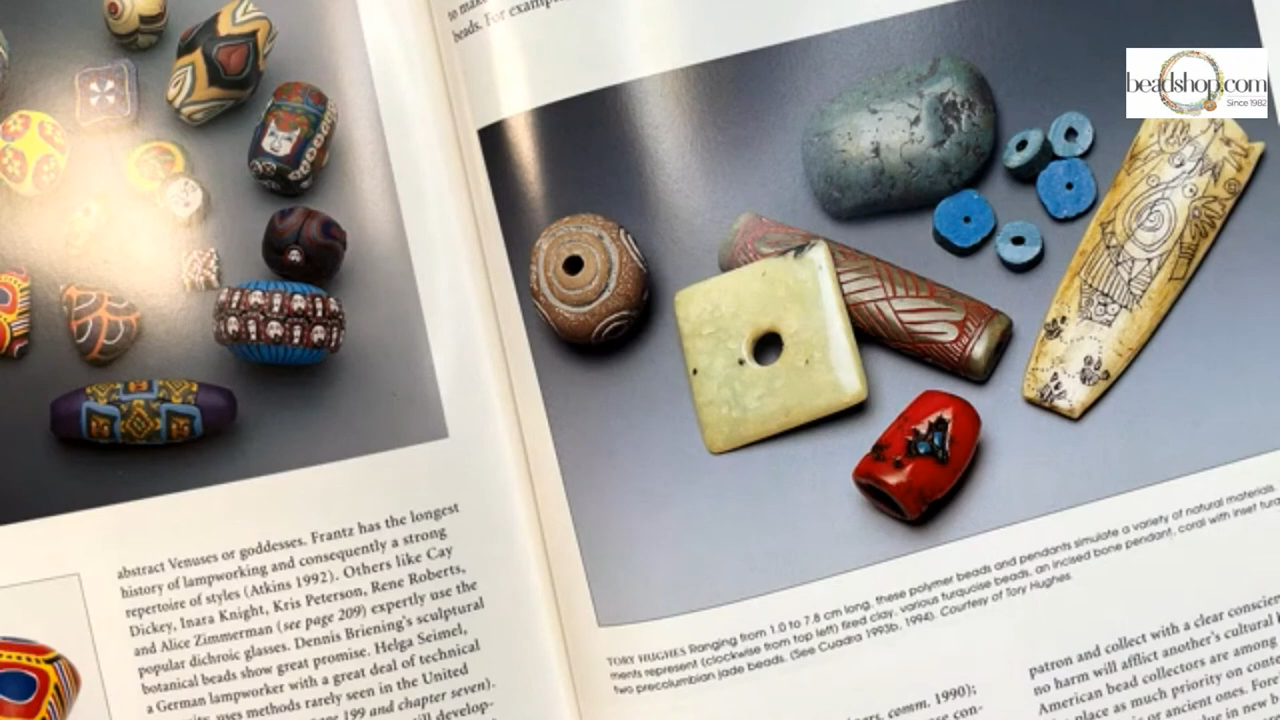 to make
beads. For example
beadshop.com
Since 1982
abstract Venuses or goddesses. Frantz has the longest
history of lampworking and consequently a strong
repertoire of styles (Atkins 1992). Others like Cay
Dickey, Inara Knight, Kris Peterson, Rene Roberts,
and Alice Zimmerman (see page 209) expertly use the
popular dichroic glasses. Dennis Briening's sculptural
botanical beads show great promise. Helga Seimel,
a German lampworker with a great deal of technical
uses methods rarely seen in the United
199 and chapter seven).
will develop-
TORY HUGHES Ranging from 1.0 to 7.8 cm long, these polymer beads and pendants simulate a variety of natural materials.
ments represent (clockwise from top left) fired clay, various turquoise beads, an incised bone pendant, coral with inset
two precolumbian jade beads. (See Cuadra 1993b, 1994). Courtesy of Tory Hughes.
comm. 1990);
con-
patron and collect with a clear
no harm will afflict another's cultural
American bead collectors are among
place as much priority on
or ancient ones.
in new